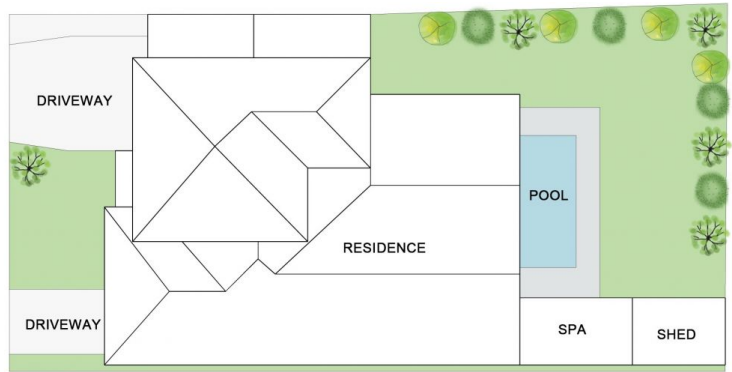 DRIVEWAY
POOL
RESIDENCE
DRIVEWAY
SPA
SHED